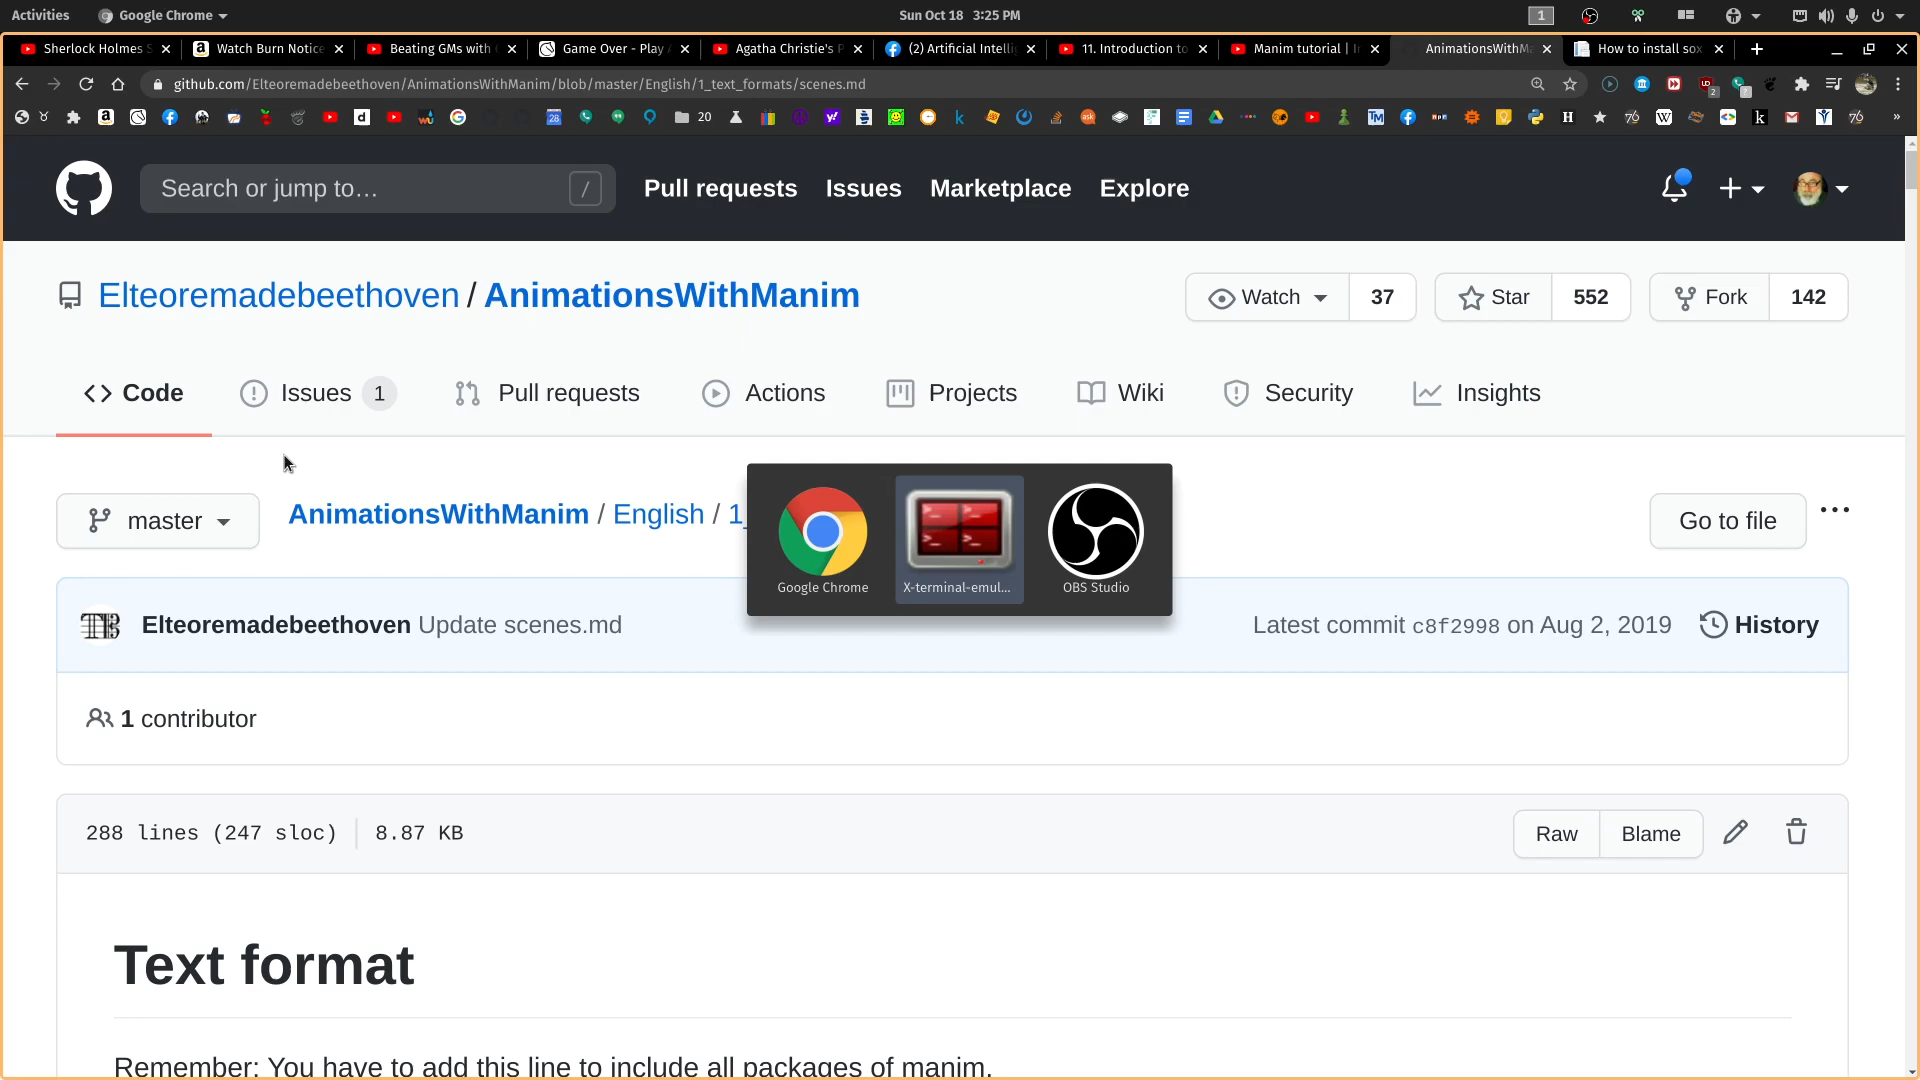 Activities
Google Chrome
Sun Oct 18 3:25 PM
1
Sherlock Holmes S
Watch Burn Notice
Beating GMs with
Game Over - Play
Agatha Christie's P
(2) Artificial Intelli
11. Introduction to
Manim tutorial | I
AnimationsWithMa
How to install sox
github.com/Elteoremadebeethoven/AnimationsWithManim/blob/master/English/1_text_formats/scenes.md
20
Search or jump to…
/
Pull requests
Issues
Marketplace
Explore
Elteoremadebeethoven / AnimationsWithManim
Watch 37
Star 552
Fork 142
Code
Issues 1
Pull requests
Actions
Projects
Wiki
Security
Insights
master
AnimationsWithManim / English / 1_
Go to file
Google Chrome
X-terminal-emul...
OBS Studio
Elteoremadebeethoven Update scenes.md
Latest commit c8f2998 on Aug 2, 2019
History
1 contributor
288 lines (247 sloc)
8.87 KB
Raw
Blame
Text format
Remember: You have to add this line to include all packages of manim.